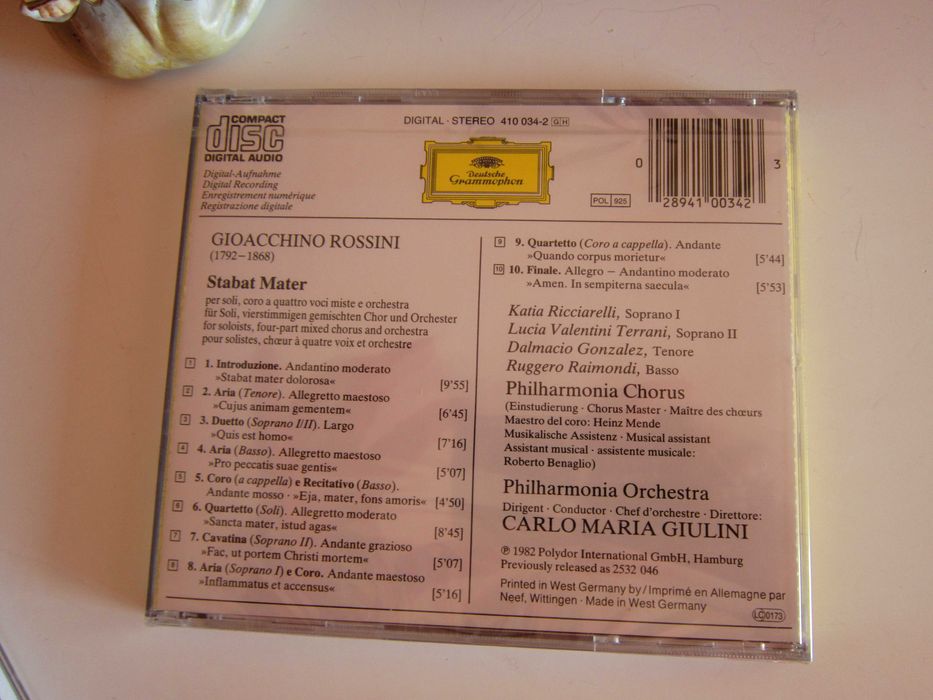 COMPACT
disc
DIGITAL AUDIO
Digital-Aufnahme
Digital Recording
Enregistrement numérique
Registrazione digitale
DIGITAL · STEREO 410 034-2 GH
Deutsche
Grammophon
POL 925
0 28941 00342 3
GIOACCHINO ROSSINI
(1792–1868)
Stabat Mater
per soli, coro a quattro voci miste e orchestra
für Soli, vierstimmigen gemischten Chor und Orchester
for soloists, four-part mixed chorus and orchestra
pour solistes, chœur à quatre voix et orchestre
1 1. Introduzione. Andantino moderato
»Stabat mater dolorosa« [9'55]
2 2. Aria (Tenore). Allegretto maestoso
»Cujus animam gementem« [6'45]
3 3. Duetto (Soprano I/II). Largo
»Quis est homo« [7'16]
4 4. Aria (Basso). Allegretto maestoso
»Pro peccatis suae gentis« [5'07]
5 5. Coro (a cappella) e Recitativo (Basso).
Andante mosso · »Eja, mater, fons amoris« [4'50]
6 6. Quartetto (Soli). Allegretto moderato
»Sancta mater, istud agas« [8'45]
7 7. Cavatina (Soprano II). Andante grazioso
»Fac, ut portem Christi mortem« [5'07]
8 8. Aria (Soprano I) e Coro. Andante maestoso
»Inflammatus et accensus« [5'16]
9 9. Quartetto (Coro a cappella). Andante
»Quando corpus morietur« [5'44]
10 10. Finale. Allegro – Andantino moderato
»Amen. In sempiterna saecula« [5'53]
Katia Ricciarelli, Soprano I
Lucia Valentini Terrani, Soprano II
Dalmacio Gonzalez, Tenore
Ruggero Raimondi, Basso
Philharmonia Chorus
(Einstudierung · Chorus Master · Maître des chœurs
Maestro del coro: Heinz Mende
Musikalische Assistenz · Musical assistant
Assistant musical · assistente musicale:
Roberto Benaglio)
Philharmonia Orchestra
Dirigent · Conductor · Chef d'orchestre · Direttore:
CARLO MARIA GIULINI
℗ 1982 Polydor International GmbH, Hamburg
Previously released as 2532 046
Printed in West Germany by/Imprimé en Allemagne par
Neef, Wittingen · Made in West Germany
LC 0173